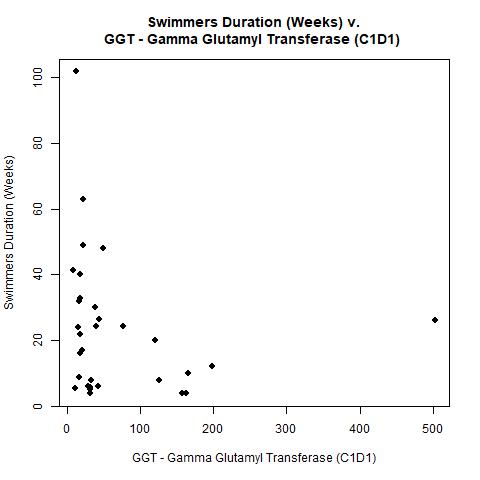 Swimmers Duration (Weeks) v.
GGT - Gamma Glutamyl Transferase (C1D1)
Swimmers Duration (Weeks)
100
80
60
40
20
0
0 100 200 300 400 500
GGT - Gamma Glutamyl Transferase (C1D1)